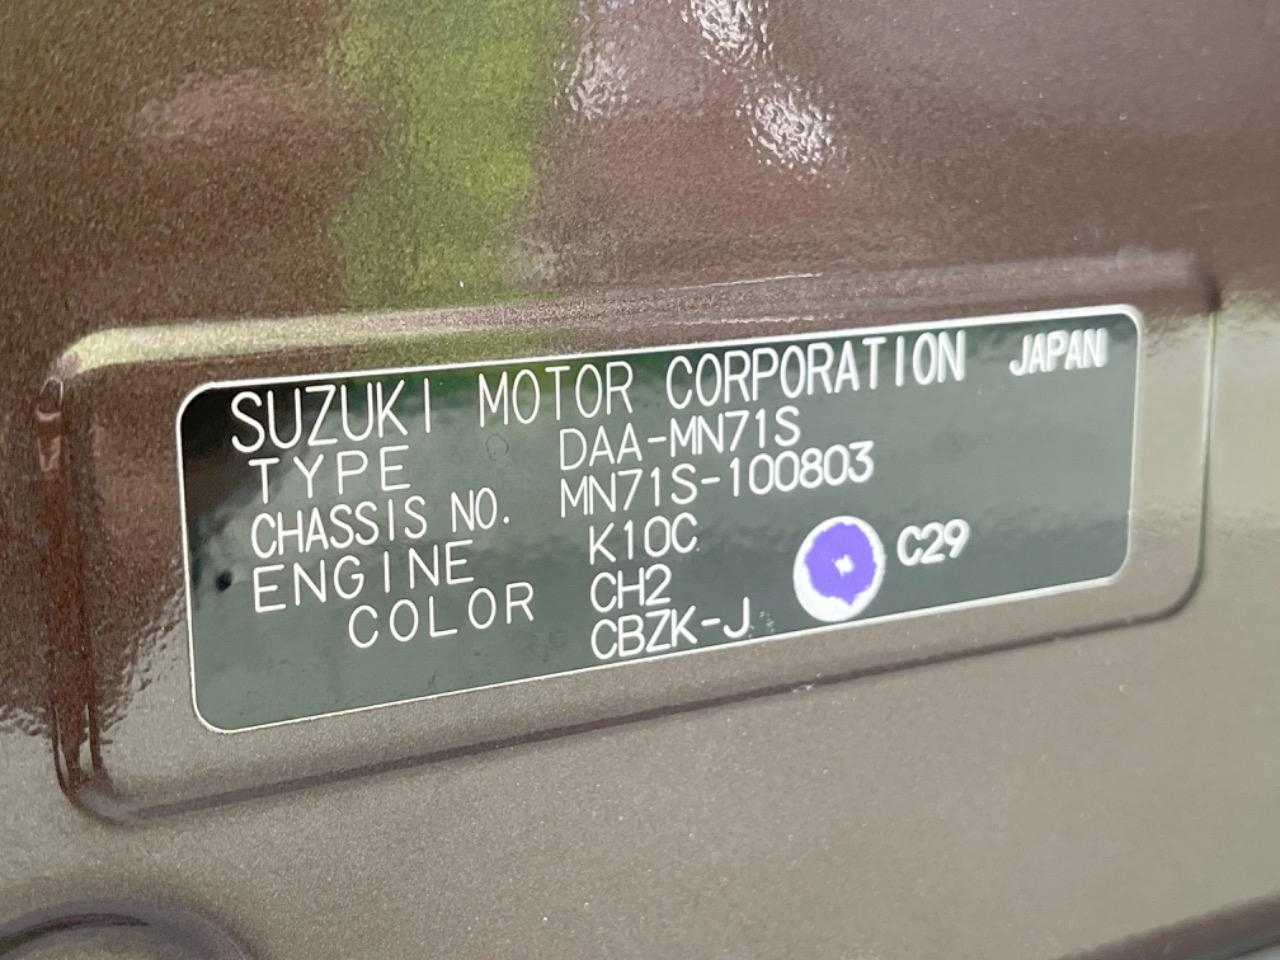 SUZUKI MOTOR CORPORATION JAPAN
TYPE DAA-MN71S
CHASSIS NO. MN71S-100803
ENGINE K10C
COLOR CH2 C29
CBZK-J